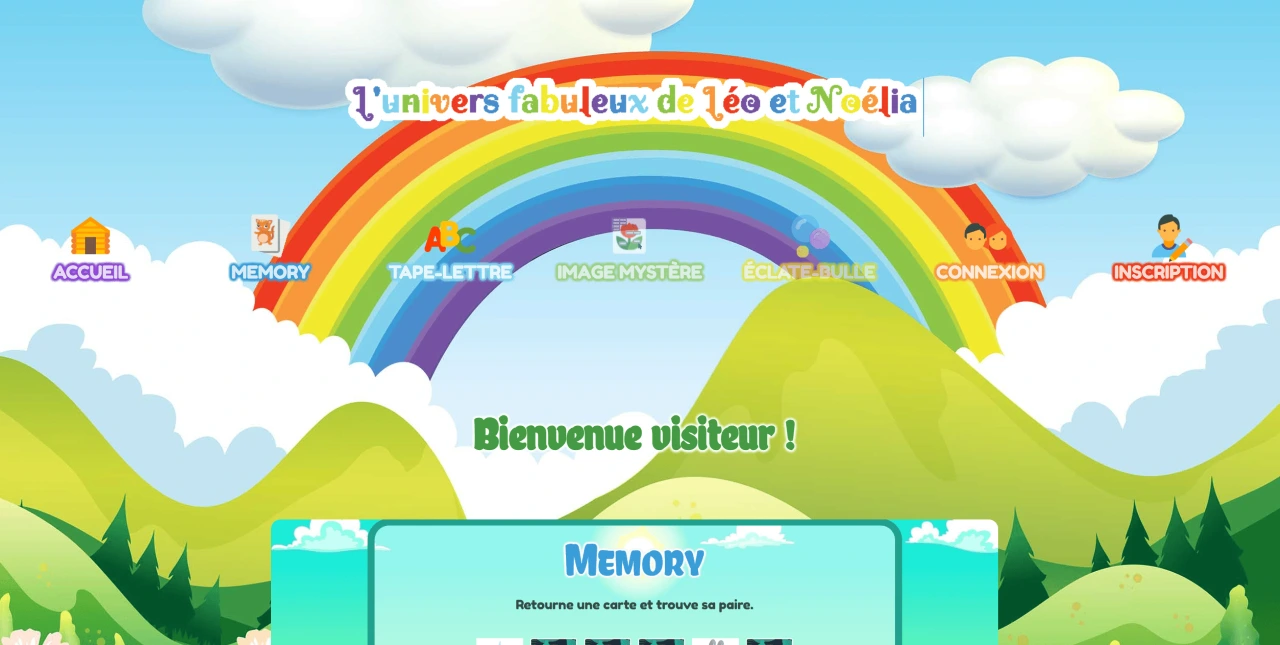 L'univers fabuleux de Léo et Noélia
ACCUEIL
MEMORY
TAPE-LETTRE
IMAGE MYSTÈRE
ÉCLATE-BULLE
CONNEXION
INSCRIPTION
ABC
Bienvenue visiteur !
Memory
Retourne une carte et trouve sa paire.